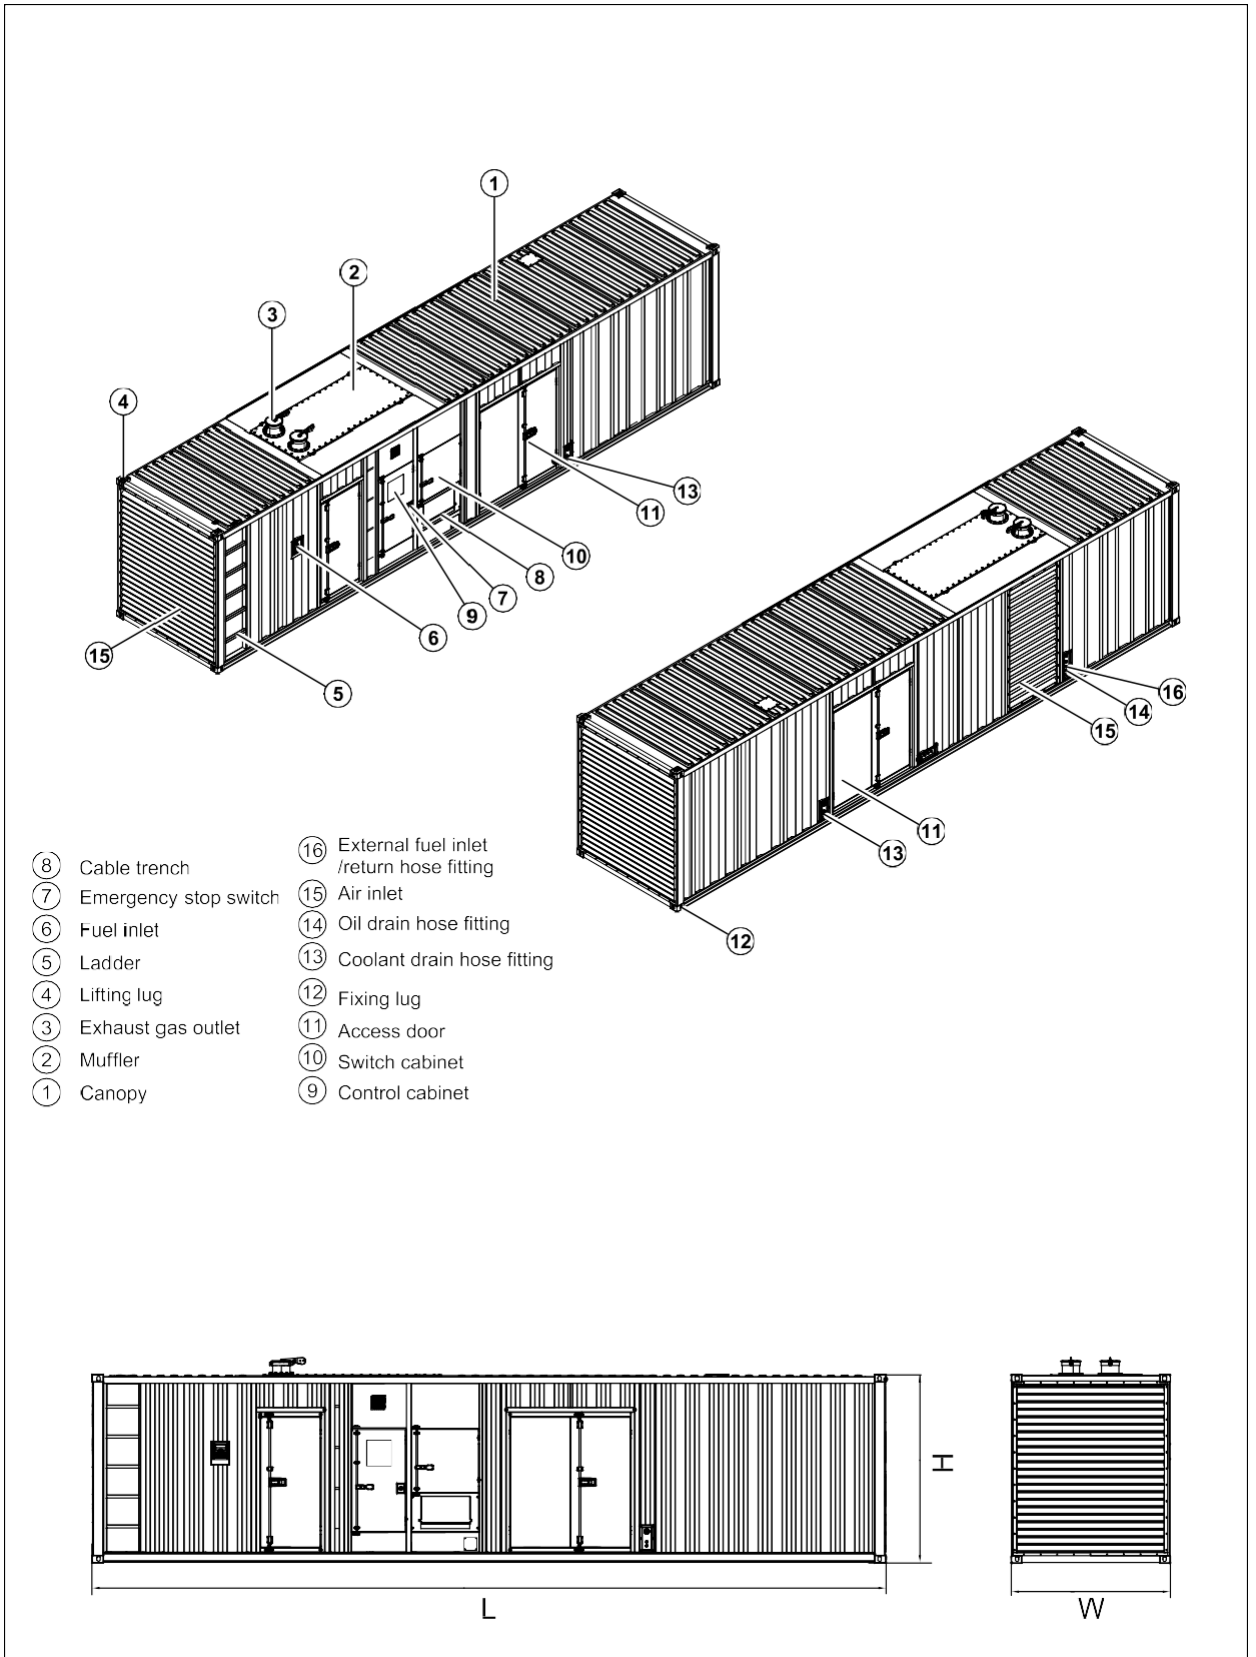 1
2
3
4
13
11
10
8
7
9
6
15
5
16
14
15
11
13
12
8 Cable trench
7 Emergency stop switch
6 Fuel inlet
5 Ladder
4 Lifting lug
3 Exhaust gas outlet
2 Muffler
1 Canopy
16 External fuel inlet
/return hose fitting
15 Air inlet
14 Oil drain hose fitting
13 Coolant drain hose fitting
12 Fixing lug
11 Access door
10 Switch cabinet
9 Control cabinet
H
L
W